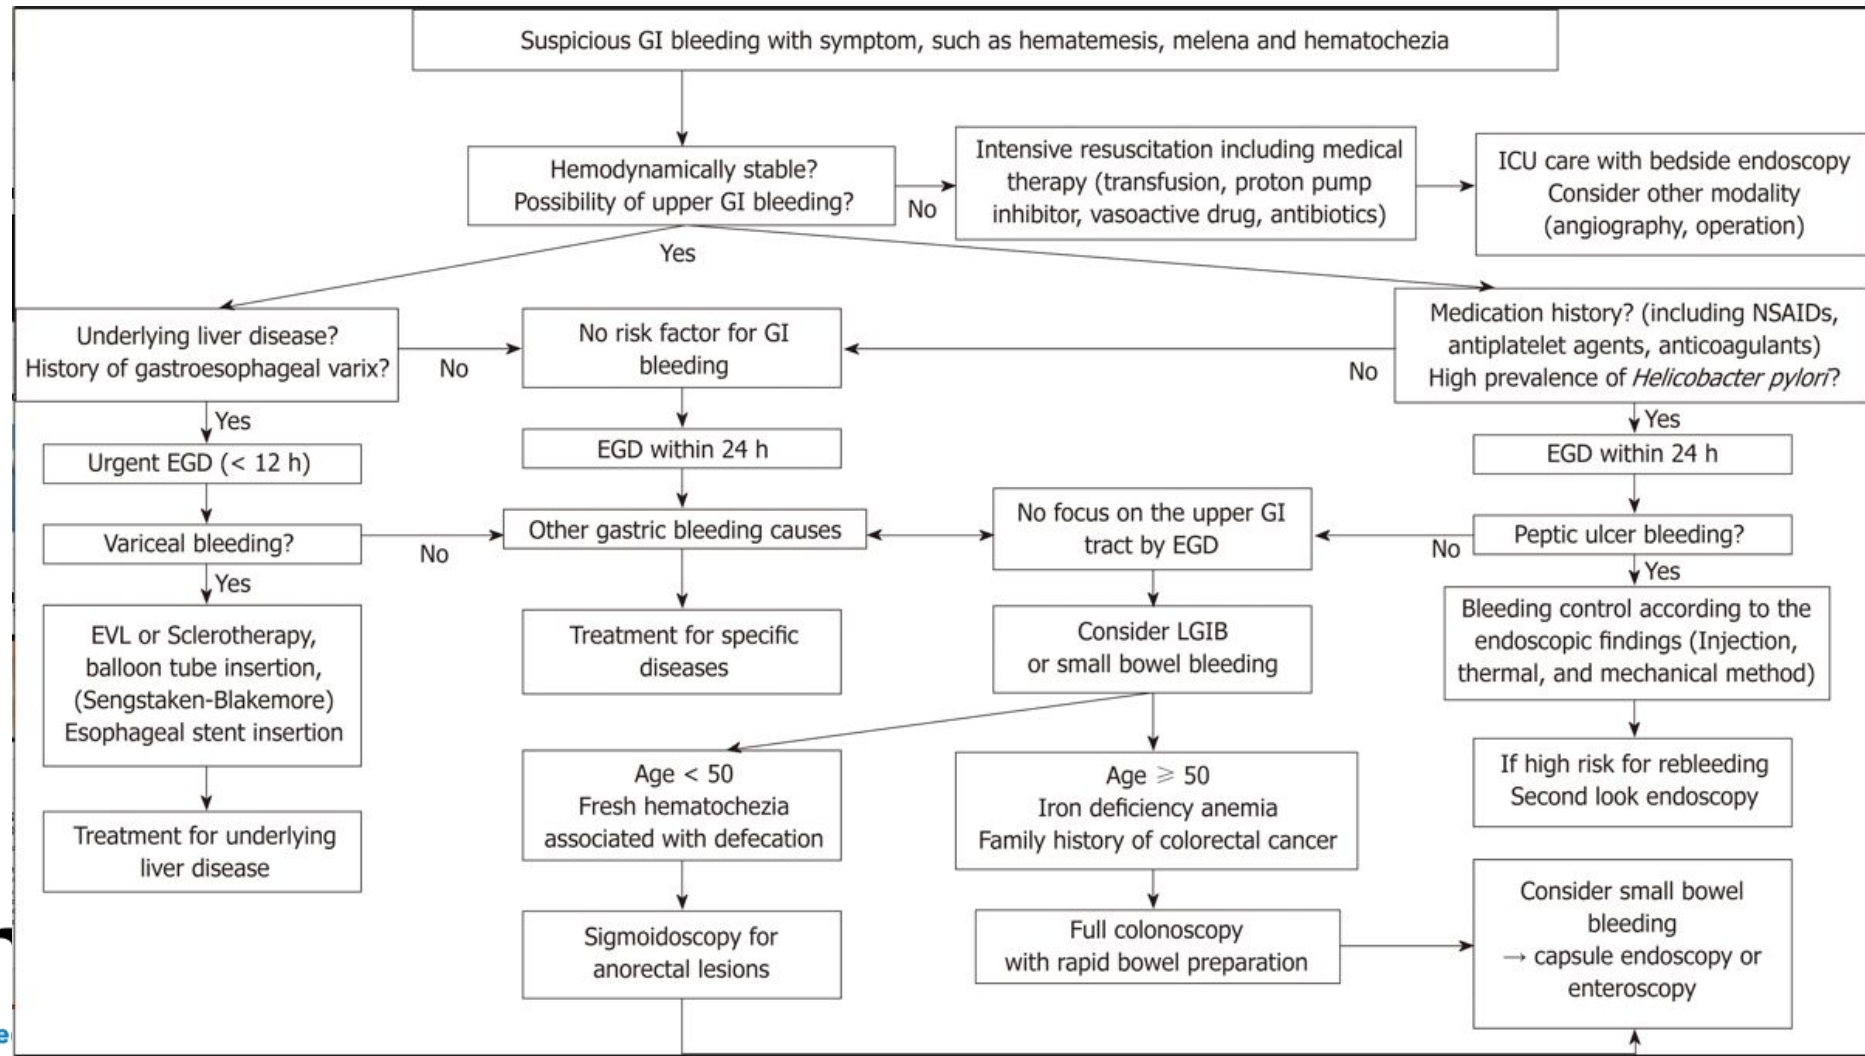 Suspicious GI bleeding with symptom, such as hematemesis, melena and hematochezia
Hemodynamically stable?
Possibility of upper GI bleeding?
No
Intensive resuscitation including medical
therapy (transfusion, proton pump
inhibitor, vasoactive drug, antibiotics)
ICU care with bedside endoscopy
Consider other modality
(angiography, operation)
Yes
Underlying liver disease?
History of gastroesophageal varix?
No
No risk factor for GI
bleeding
No
Medication history? (including NSAIDs,
antiplatelet agents, anticoagulants)
High prevalence of Helicobacter pylori?
Yes
Urgent EGD (< 12 h)
EGD within 24 h
Yes
EGD within 24 h
Variceal bleeding?
No
Other gastric bleeding causes
No focus on the upper GI
tract by EGD
No
Peptic ulcer bleeding?
Yes
EVL or Sclerotherapy,
balloon tube insertion,
(Sengstaken-Blakemore)
Esophageal stent insertion
Treatment for specific
diseases
Consider LGIB
or small bowel bleeding
Yes
Bleeding control according to the
endoscopic findings (Injection,
thermal, and mechanical method)
Treatment for underlying
liver disease
Age < 50
Fresh hematochezia
associated with defecation
Age ⩾ 50
Iron deficiency anemia
Family history of colorectal cancer
If high risk for rebleeding
Second look endoscopy
Sigmoidoscopy for
anorectal lesions
Full colonoscopy
with rapid bowel preparation
Consider small bowel
bleeding
→ capsule endoscopy or
enteroscopy